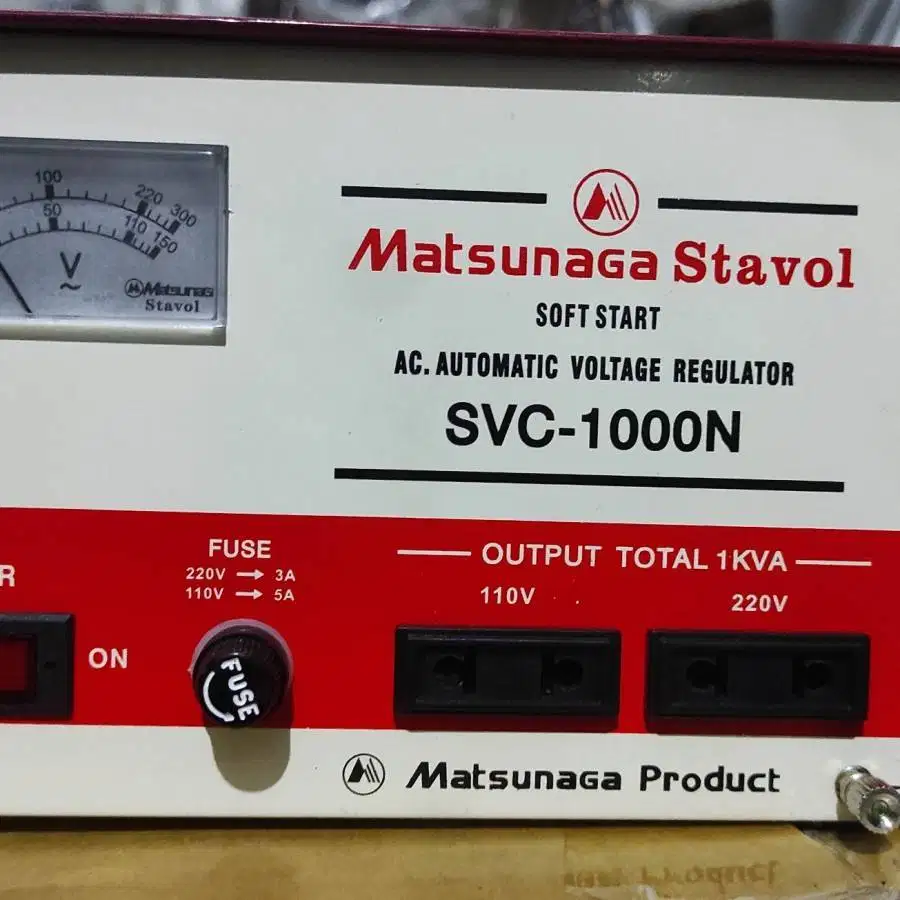 100 220 300
50 110 150
V
~
Matsunaga
Stavol
Matsunaga Stavol
SOFT START
AC. AUTOMATIC VOLTAGE REGULATOR
SVC-1000N
R
ON
FUSE
220V → 3A
110V → 5A
FUSE
OUTPUT TOTAL 1KVA
110V
220V
Matsunaga Product
Product